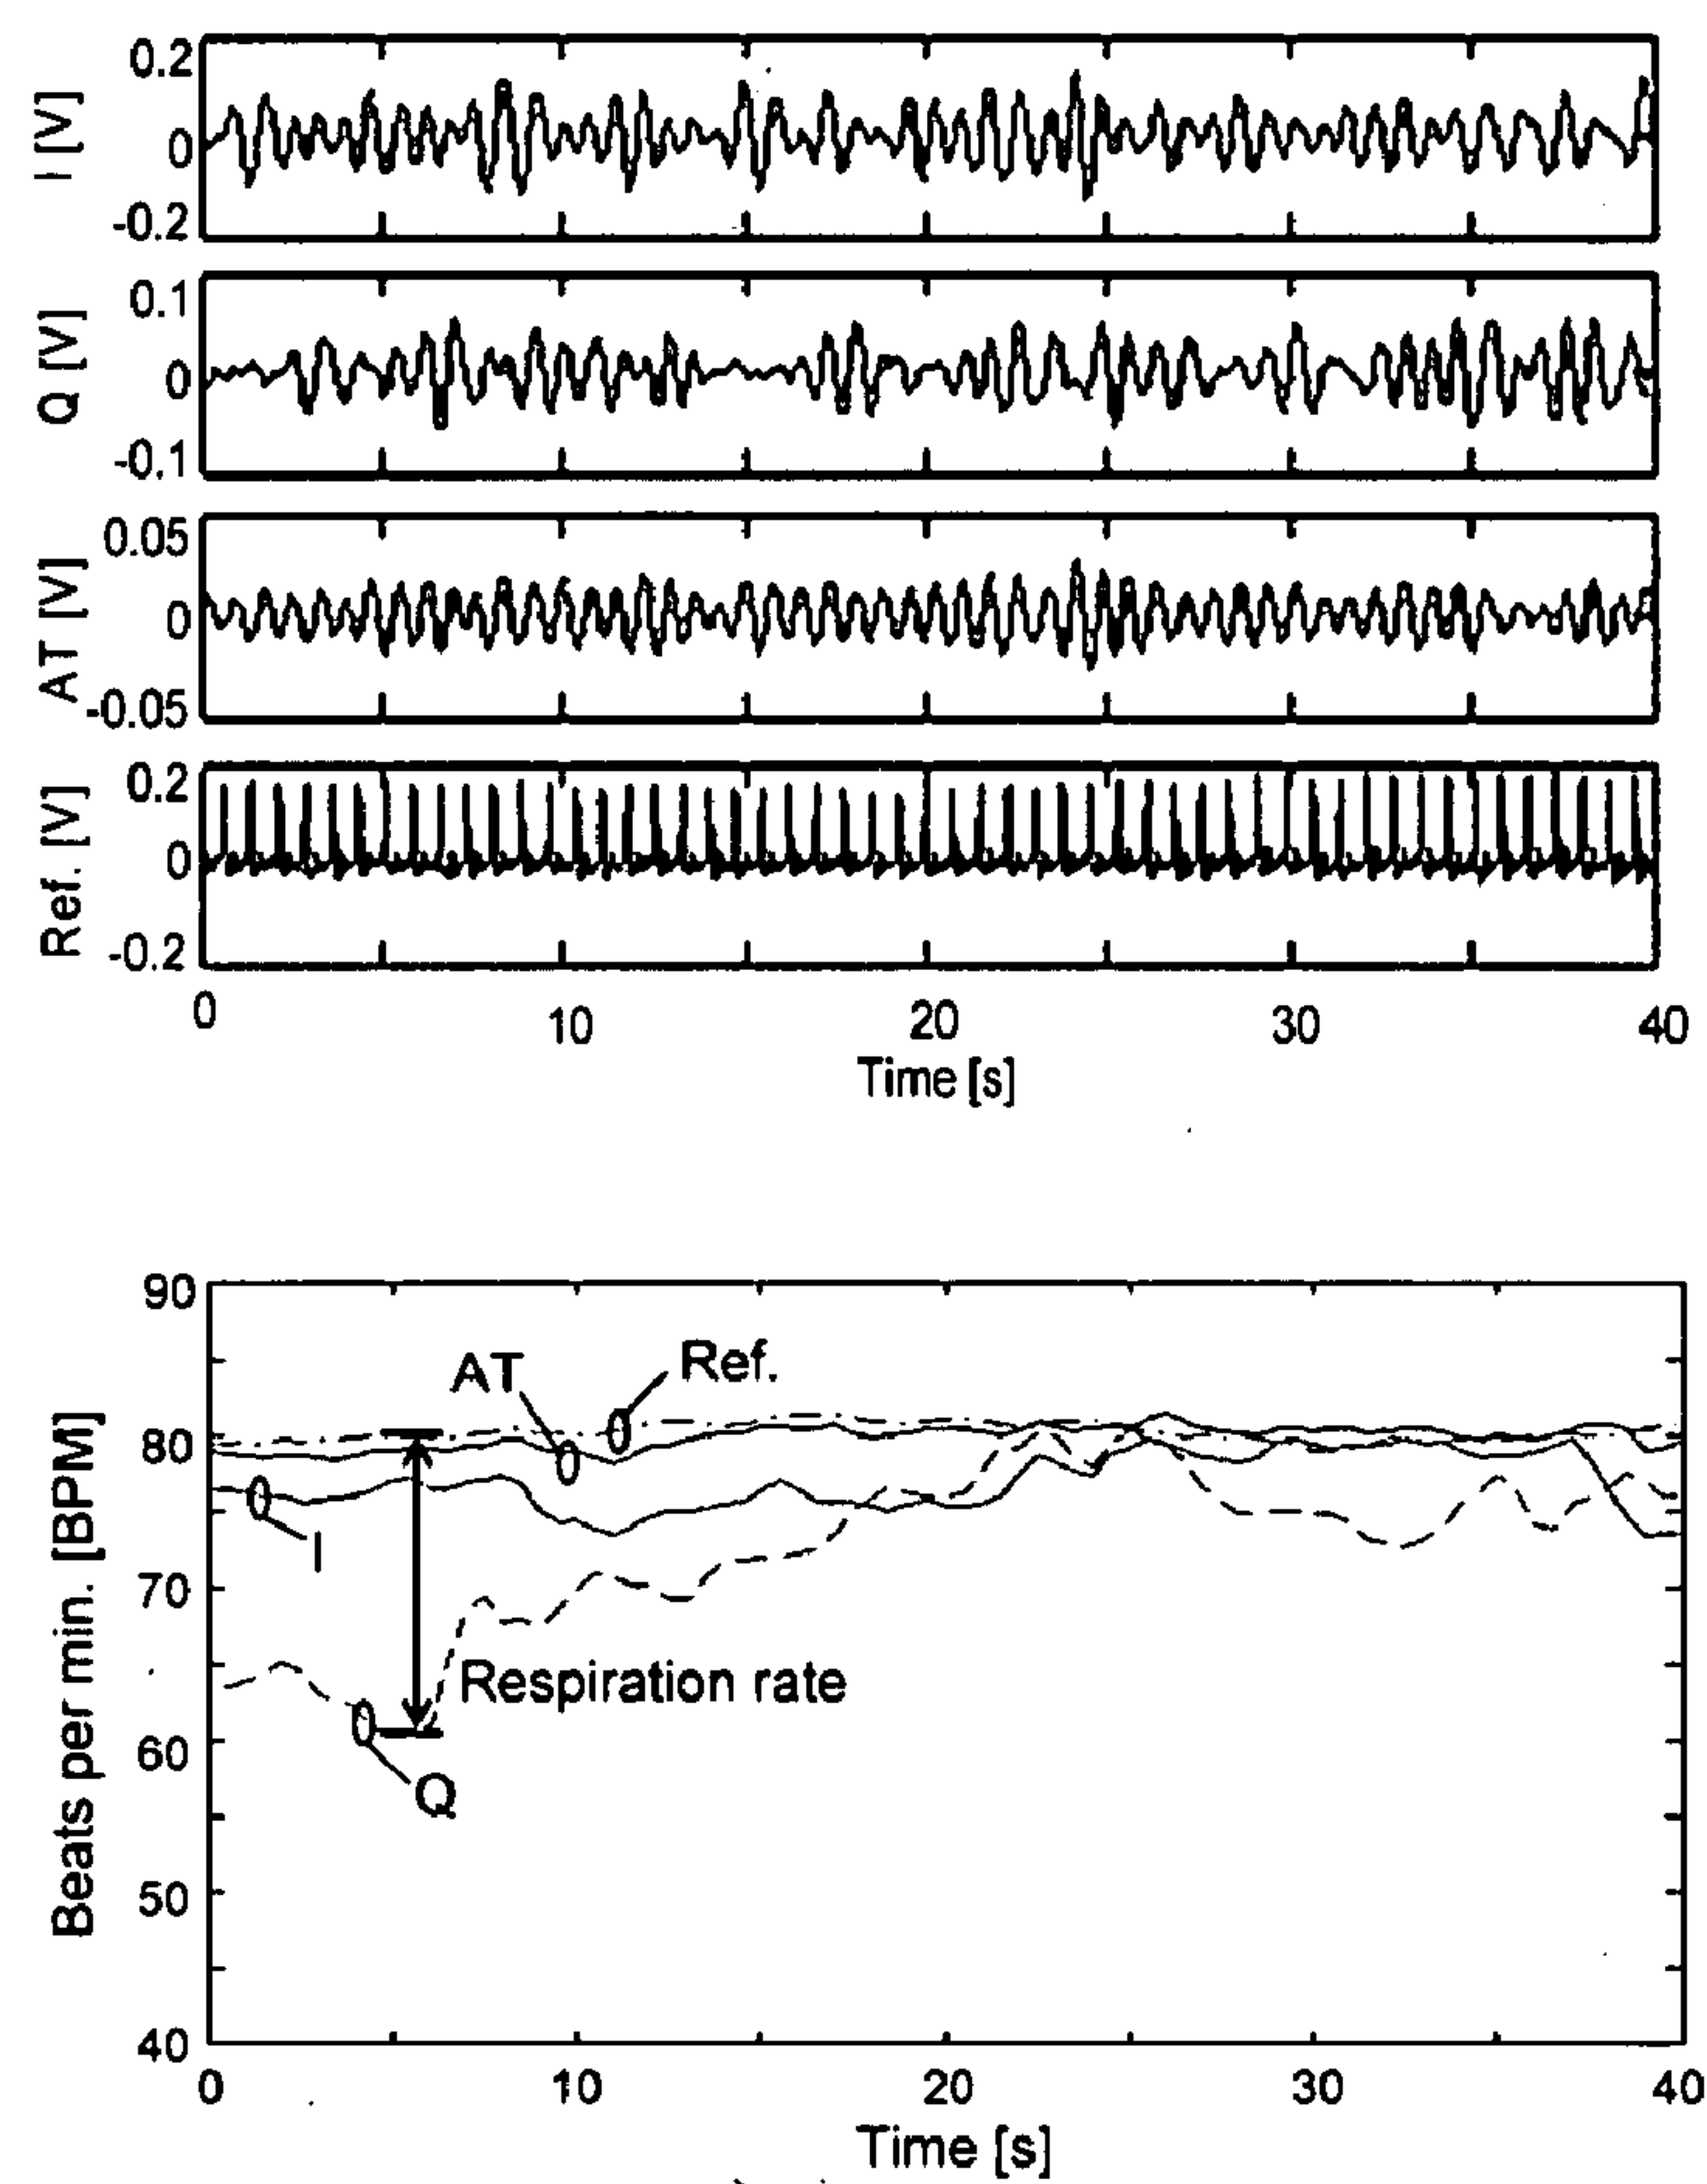 I [V]
0.2
0
-0.2
Q [V]
0.1
0
-0.1
AT [V]
0.05
0
-0.05
Ref. [V]
0.2
0
-0.2
0 10 20 30 40
Time [s]
Beats per min. [BPM]
90
80
70
60
50
40
AT
Ref.
I
Respiration rate
Q
0 10 20 30 40
Time [s]